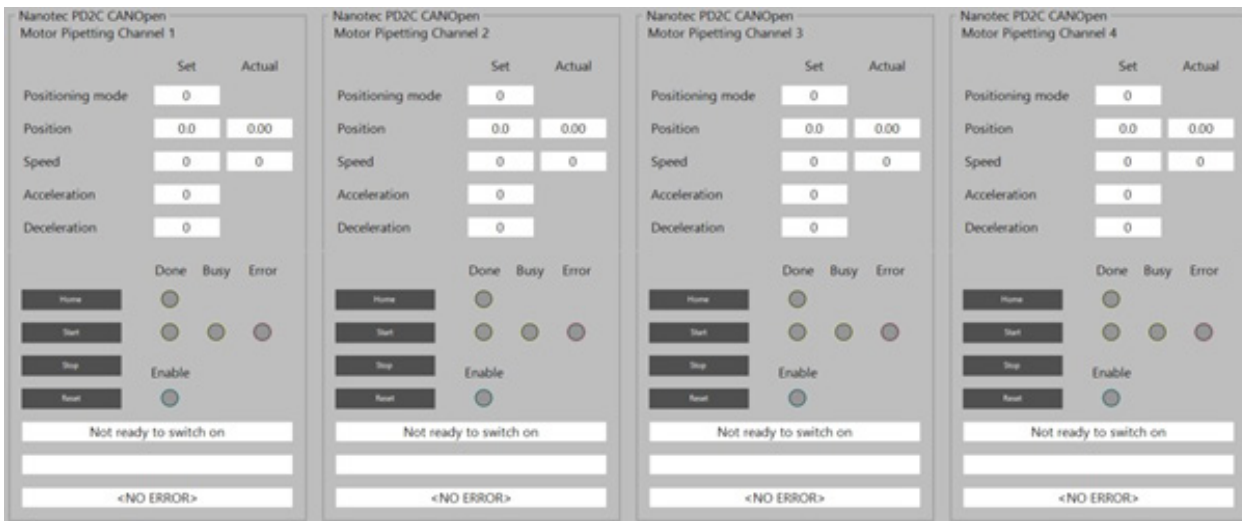 Nanotec PD2C CANOpen
Motor Pipetting Channel 1
Set Actual
Positioning mode 0
Position 0.0 0.00
Speed 0 0
Acceleration 0
Deceleration 0
Done Busy Error
Home
Start
Stop
Enable
Reset
Not ready to switch on
<NO ERROR>
Nanotec PD2C CANOpen
Motor Pipetting Channel 2
Set Actual
Positioning mode 0
Position 0.0 0.00
Speed 0 0
Acceleration 0
Deceleration 0
Done Busy Error
Home
Start
Stop
Enable
Reset
Not ready to switch on
<NO ERROR>
Nanotec PD2C CANOpen
Motor Pipetting Channel 3
Set Actual
Positioning mode 0
Position 0.0 0.00
Speed 0 0
Acceleration 0
Deceleration 0
Done Busy Error
Home
Start
Stop
Enable
Reset
Not ready to switch on
<NO ERROR>
Nanotec PD2C CANOpen
Motor Pipetting Channel 4
Set Actual
Positioning mode 0
Position 0.0 0.00
Speed 0 0
Acceleration 0
Deceleration 0
Done Busy Error
Home
Start
Stop
Enable
Reset
Not ready to switch on
<NO ERROR>